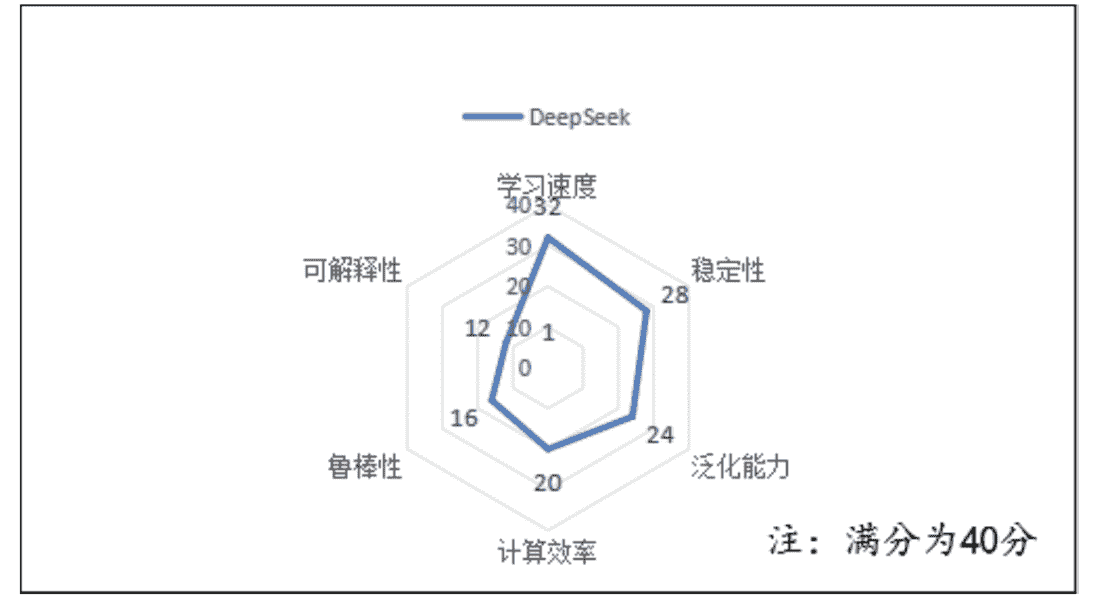 DeepSeek
学习速度
40 32
30
可解释性
稳定性
20
28
12
10
1
0
16
24
鲁棒性
泛化能力
20
计算效率
注：满分为40分